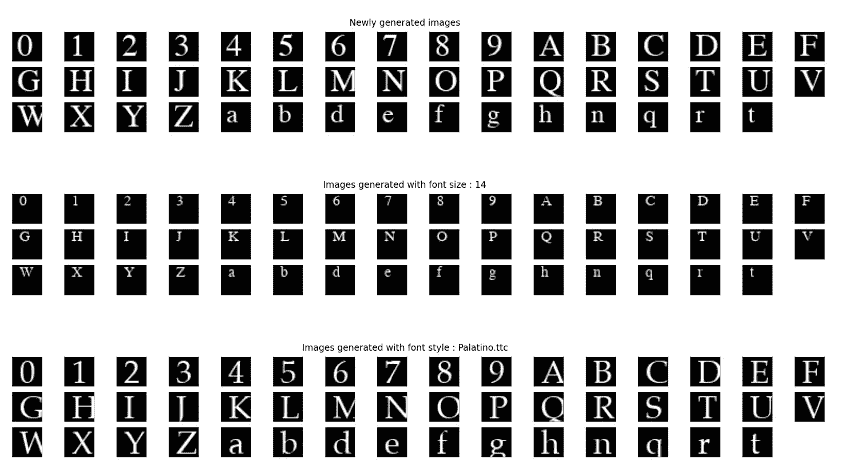 Newly generated images
0 1 2 3 4 5 6 7 8 9 A B C D E F
G H I J K L M N O P Q R S T U V
W X Y Z a b d e f g h n q r t
Images generated with font size : 14
0 1 2 3 4 5 6 7 8 9 A B C D E F
G H I J K L M N O P Q R S T U V
W X Y Z a b d e f g h n q r t
Images generated with font style : Palatino.ttc
0 1 2 3 4 5 6 7 8 9 A B C D E F
G H I J K L M N O P Q R S T U V
W X Y Z a b d e f g h n q r t